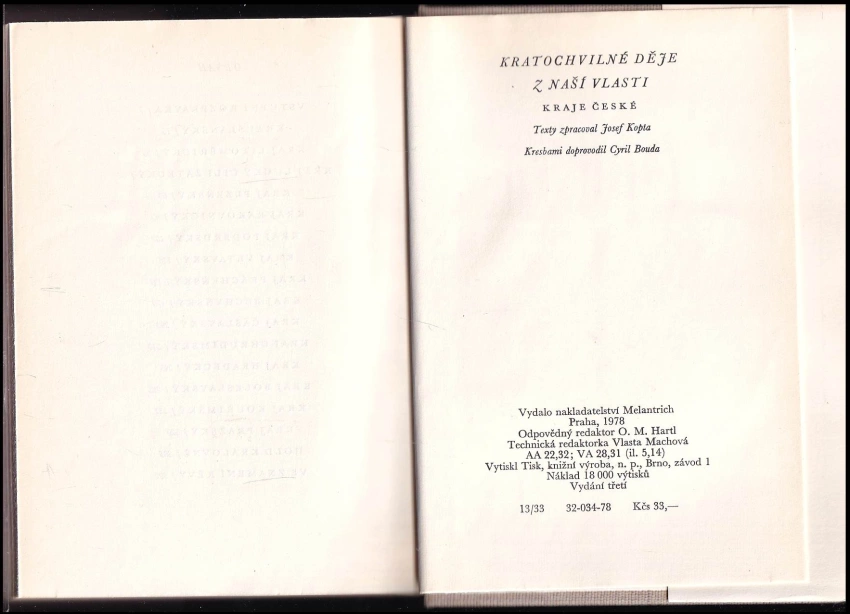 KRATOCHVILNÉ DĚJE
Z NAŠÍ VLASTI
KRAJE ČESKÉ
Texty zpracoval Josef Kopta
Kresbami doprovodil Cyril Bouda
Vydalo nakladatelství Melantrich
Praha, 1978
Odpovědný redaktor O. M. Hartl
Technická redaktorka Vlasta Machová
AA 22,32; VA 28,31 (il. 5,14)
Vytiskl Tisk, knižní výroba, n. p., Brno, závod 1
Náklad 18 000 výtisků
Vydání třetí
13/33 32-034-78 Kčs 33,—